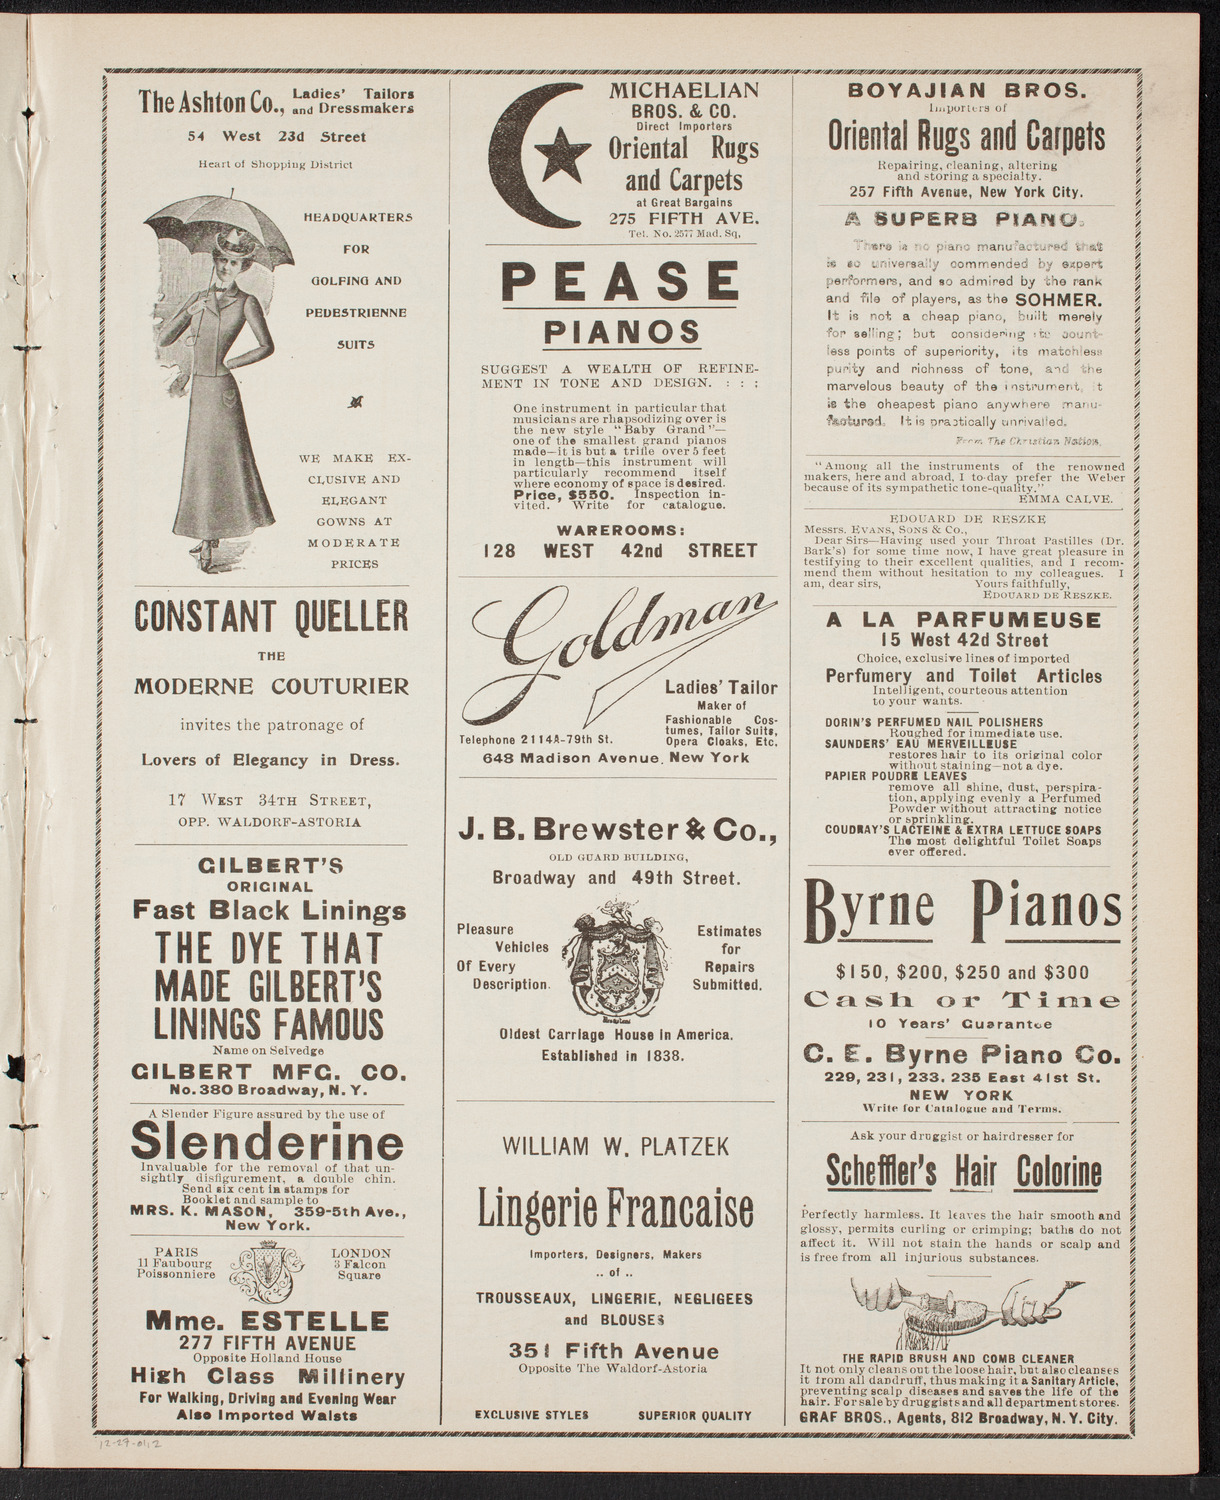 The Ashton Co., Ladies' Tailors
and Dressmakers
54 West 23d Street
Heart of Shopping District
HEADQUARTERS
FOR
GOLFING AND
PEDESTRIENNE
SUITS
WE MAKE EX-
CLUSIVE AND
ELEGANT
GOWNS AT
MODERATE
PRICES
CONSTANT QUELLER
THE
MODERNE COUTURIER
invites the patronage of
Lovers of Elegancy in Dress.
17 WEST 34TH STREET,
OPP. WALDORF-ASTORIA
GILBERT'S
ORIGINAL
Fast Black Linings
THE DYE THAT
MADE GILBERT'S
LININGS FAMOUS
Name on Selvedge
GILBERT MFG. CO.
No. 380 Broadway, N. Y.
A Slender Figure assured by the use of
Slenderine
Invaluable for the removal of that un-
sightly disfigurement, a double chin.
Send six cent in stamps for
Booklet and sample to
MRS. K. MASON, 359-5th Ave.,
New York.
PARIS
11 Faubourg
Poissonniere
LONDON
3 Falcon
Square
Mme. ESTELLE
277 FIFTH AVENUE
Opposite Holland House
High Class Millinery
For Walking, Driving and Evening Wear
Also Imported Waists
12-27-01, 2
MICHAELIAN
BROS. & CO.
Direct Importers
Oriental Rugs
and Carpets
at Great Bargains
275 FIFTH AVE.
Tel. No. 2577 Mad. Sq,
PEASE
PIANOS
SUGGEST A WEALTH OF REFINE-
MENT IN TONE AND DESIGN. : : :
One instrument in particular that
musicians are rhapsodizing over is
the new style "Baby Grand"—
one of the smallest grand pianos
made—it is but a trifle over 5 feet
in length—this instrument will
particularly recommend itself
where economy of space is desired.
Price, $550. Inspection in-
vited. Write for catalogue.
WAREROOMS:
128 WEST 42nd STREET
Goldman
Ladies' Tailor
Maker of
Fashionable Cos-
tumes, Tailor Suits,
Opera Cloaks, Etc.
Telephone 2114A-79th St.
648 Madison Avenue, New York
J. B. Brewster & Co.,
OLD GUARD BUILDING,
Broadway and 49th Street.
Pleasure
Vehicles
Of Every
Description.
Estimates
for
Repairs
Submitted.
Oldest Carriage House in America.
Established in 1838.
WILLIAM W. PLATZEK
Lingerie Francaise
Importers, Designers, Makers
.. of ..
TROUSSEAUX, LINGERIE, NEGLIGEES
and BLOUSES
351 Fifth Avenue
Opposite The Waldorf-Astoria
EXCLUSIVE STYLES SUPERIOR QUALITY
BOYAJIAN BROS.
Importers of
Oriental Rugs and Carpets
Repairing, cleaning, altering
and storing a specialty.
257 Fifth Avenue, New York City.
A SUPERB PIANO.
There is no piano manufactured that
is so universally commended by expert
performers, and so admired by the rank
and file of players, as the SOHMER.
It is not a cheap piano, built merely
for selling; but considering its count-
less points of superiority, its matchless
purity and richness of tone, and the
marvelous beauty of the instrument, it
is the cheapest piano anywhere manu-
factured. It is practically unrivalled.
From The Christian Nation.
"Among all the instruments of the renowned
makers, here and abroad, I to-day prefer the Weber
because of its sympathetic tone-quality."
EMMA CALVE.
EDOUARD DE RESZKE
Messrs. EVANS, SONS & Co.,
Dear Sirs—Having used your Throat Pastilles (Dr.
Bark's) for some time now, I have great pleasure in
testifying to their excellent qualities, and I recom-
mend them without hesitation to my colleagues. I
am, dear sirs, Yours faithfully,
EDOUARD DE RESZKE.
A LA PARFUMEUSE
15 West 42d Street
Choice, exclusive lines of imported
Perfumery and Toilet Articles
Intelligent, courteous attention
to your wants.
DORIN'S PERFUMED NAIL POLISHERS
Roughed for immediate use.
SAUNDERS' EAU MERVEILLEUSE
restores hair to its original color
without staining—not a dye.
PAPIER POUDRE LEAVES
remove all shine, dust, perspira-
tion, applying evenly a Perfumed
Powder without attracting notice
or sprinkling.
COUDRAY'S LACTEINE & EXTRA LETTUCE SOAPS
The most delightful Toilet Soaps
ever offered.
Byrne Pianos
$150, $200, $250 and $300
Cash or Time
10 Years' Guarantee
C. E. Byrne Piano Co.
229, 231, 233, 235 East 41st St.
NEW YORK
Write for Catalogue and Terms.
Ask your druggist or hairdresser for
Scheffler's Hair Colorine
Perfectly harmless. It leaves the hair smooth and
glossy, permits curling or crimping; baths do not
affect it. Will not stain the hands or scalp and
is free from all injurious substances.
THE RAPID BRUSH AND COMB CLEANER
It not only cleans out the loose hair, but also cleanses
it from all dandruff, thus making it a Sanitary Article,
preventing scalp diseases and saves the life of the
hair. For sale by druggists and all department stores.
GRAF BROS., Agents, 812 Broadway, N. Y. City.